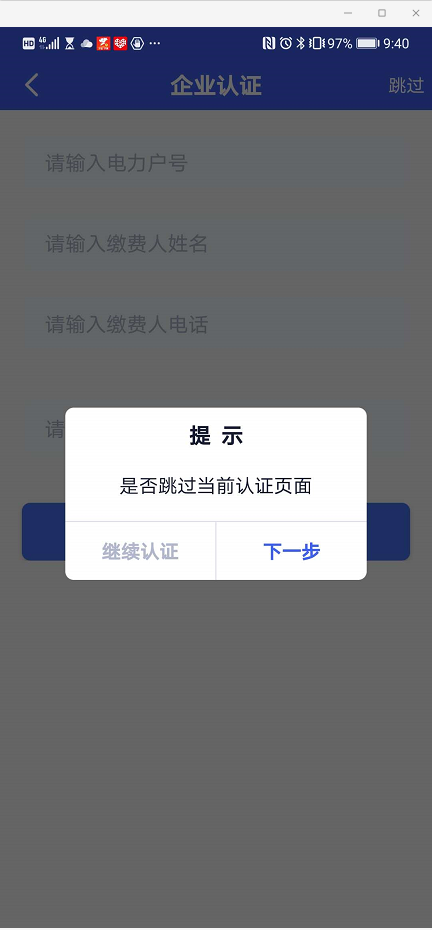 HD 4G 97% 9:40
企业认证 跳过
请输入电力户号
请输入缴费人姓名
请输入缴费人电话
请
提 示
是否跳过当前认证页面
继续认证 下一步